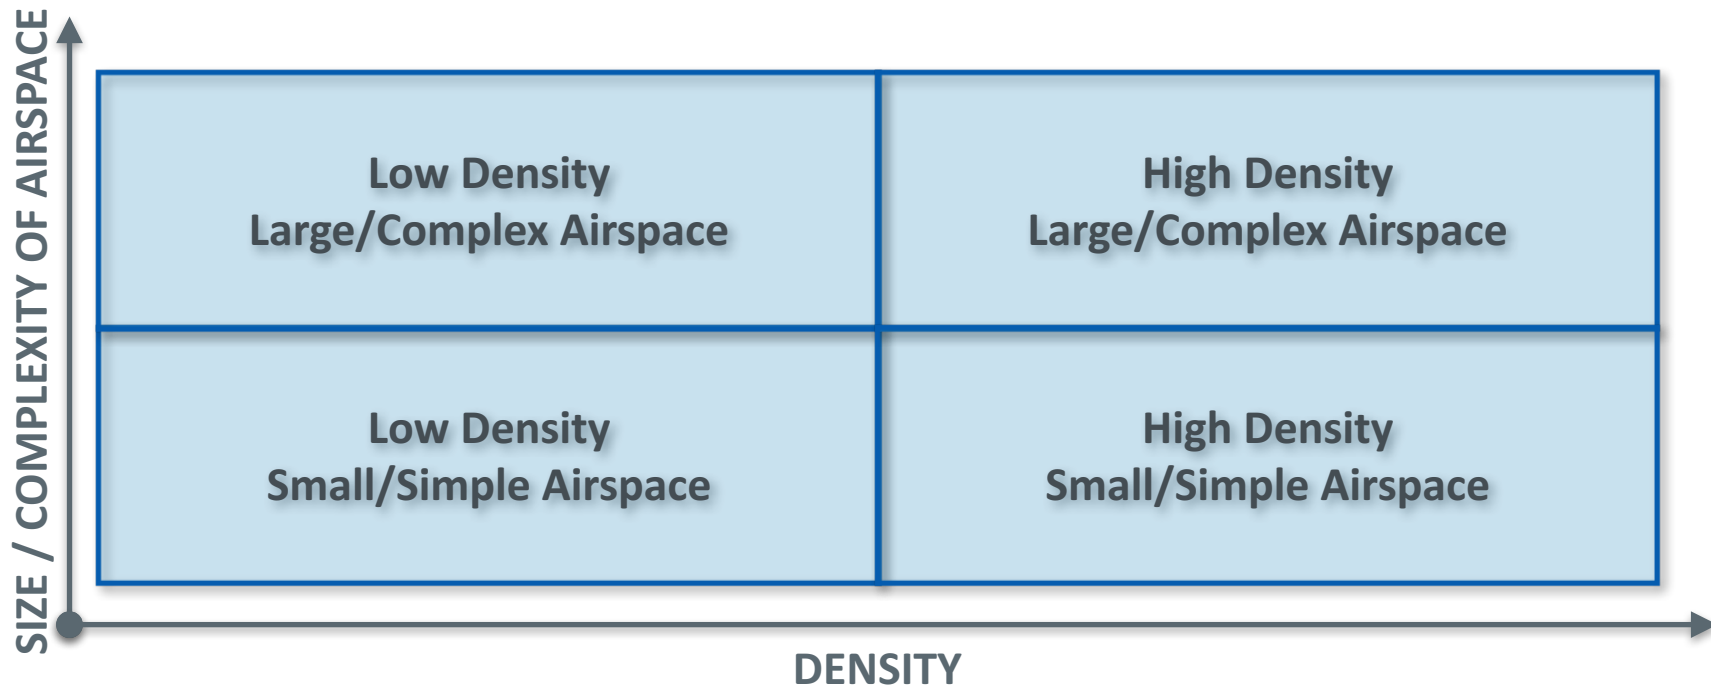 SIZE / COMPLEXITY OF AIRSPACE
Low Density
Large/Complex Airspace
High Density
Large/Complex Airspace
Low Density
Small/Simple Airspace
High Density
Small/Simple Airspace
DENSITY